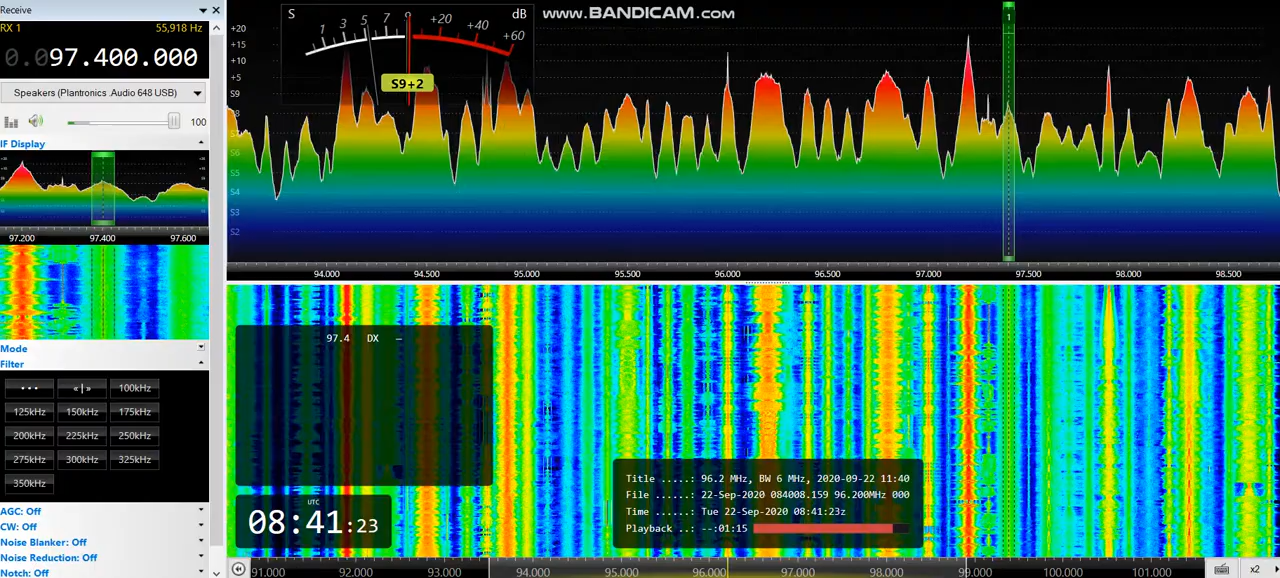 Receive
RX 1 55,918 Hz
0.097.400.000
Speakers (Plantronics .Audio 648 USB)
100
IF Display
97.200 97.400 97.600
Mode
Filter
••• «|» 100kHz
125kHz 150kHz 175kHz
200kHz 225kHz 250kHz
275kHz 300kHz 325kHz
350kHz
AGC: Off
CW: Off
Noise Blanker: Off
Noise Reduction: Off
Notch: Off
www.BANDICAM.com
S dB
1 3 5 7 9 +20 +40 +60
S9+2
1
+20
+15
+10
+5
S9
S8
S7
S6
S5
S4
S3
S2
94.000 94.500 95.000 95.500 96.000 96.500 97.000 97.500 98.000 98.500
97.4 DX –
Title .....: 96.2 MHz, BW 6 MHz, 2020-09-22 11:40
File ......: 22-Sep-2020 084008.159 96.200MHz 000
Time ......: Tue 22-Sep-2020 08:41:23z
Playback ..: --:01:15
UTC
08:41:23
91.000 92.000 93.000 94.000 95.000 96.000 97.000 98.000 99.000 100.000 101.000
x2